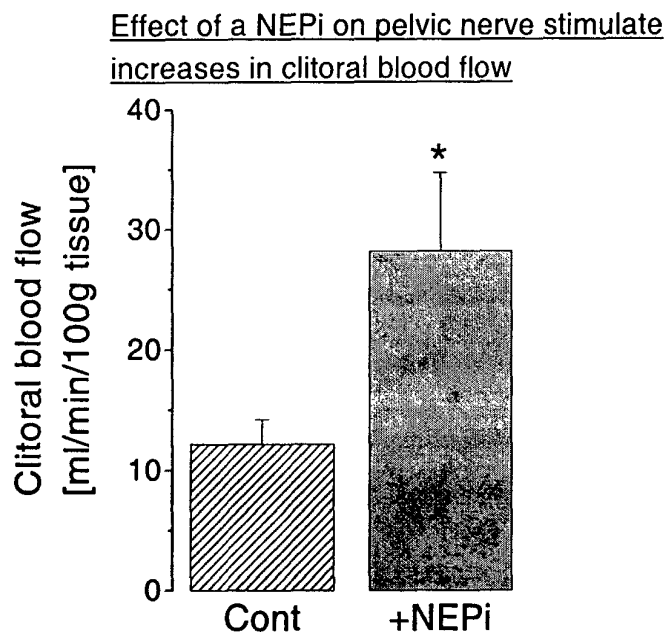 Effect of a NEPi on pelvic nerve stimulate
increases in clitoral blood flow
Clitoral blood flow
[ml/min/100g tissue]
40
30
20
10
0
*
Cont +NEPi